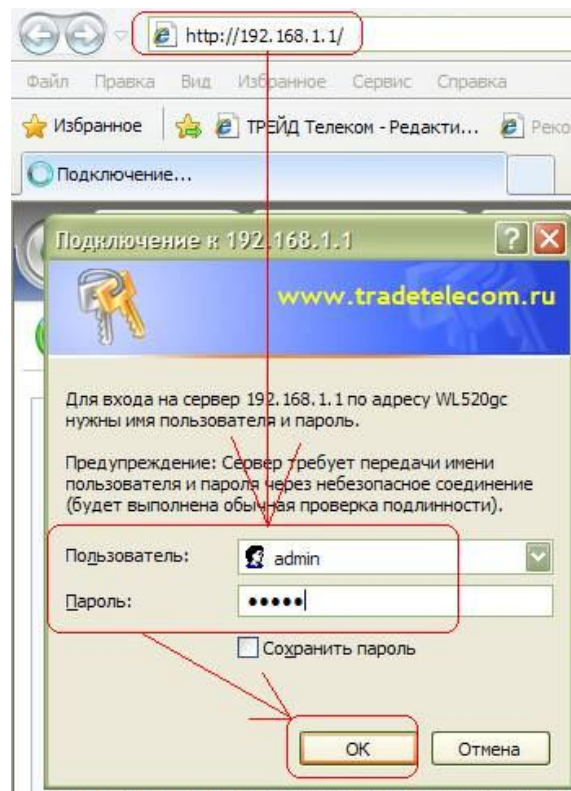 http://192.168.1.1/
Файл Правка Вид Избранное Сервис Справка
Избранное ТРЕЙД Телеком - Редакти... Реко
Подключение...
Подключение к 192.168.1.1
www.tradetelecom.ru
Для входа на сервер 192.168.1.1 по адресу WL520gc
нужны имя пользователя и пароль.
Предупреждение: Сервер требует передачи имени
пользователя и пароля через небезопасное соединение
(будет выполнена обычная проверка подлинности).
Пользователь: admin
Пароль: •••••
Сохранить пароль
OK Отмена